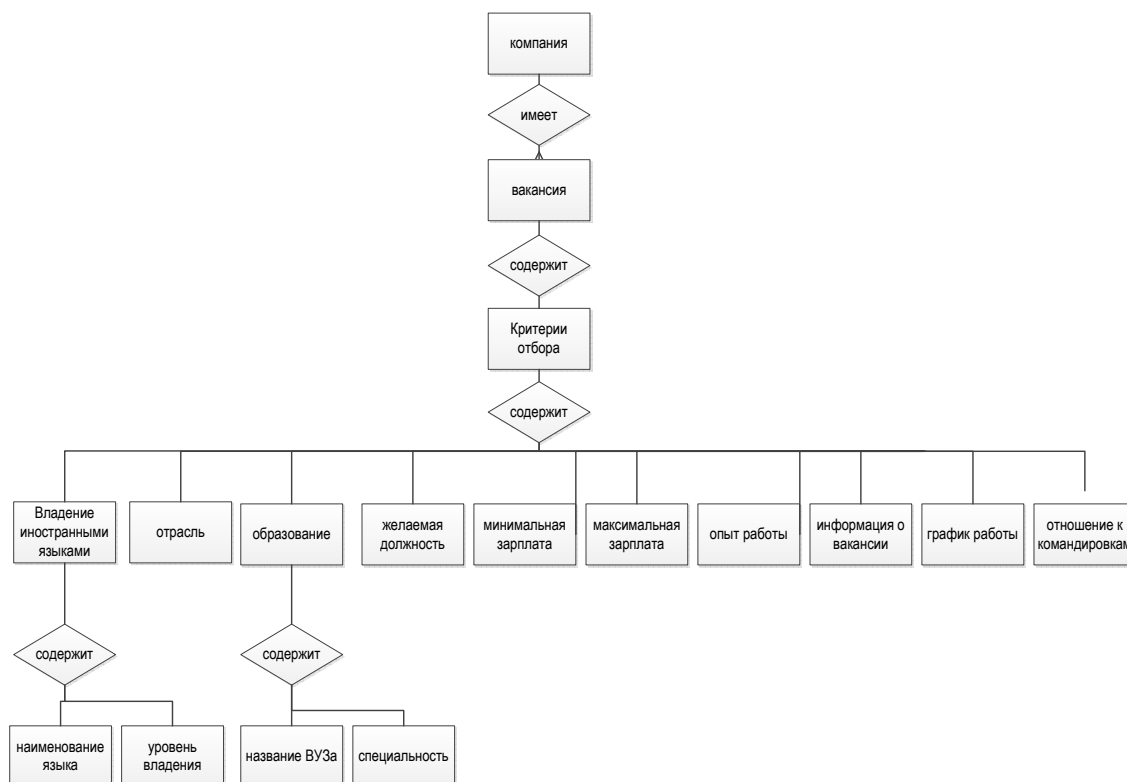 компания
имеет
вакансия
содержит
Критерии
отбора
содержит
Владение
иностранными
языками
отрасль
образование
желаемая
должность
минимальная
зарплата
максимальная
зарплата
опыт работы
информация о
вакансии
график работы
отношение к
командировкам
содержит
содержит
наименование
языка
уровень
владения
название ВУЗа
специальность